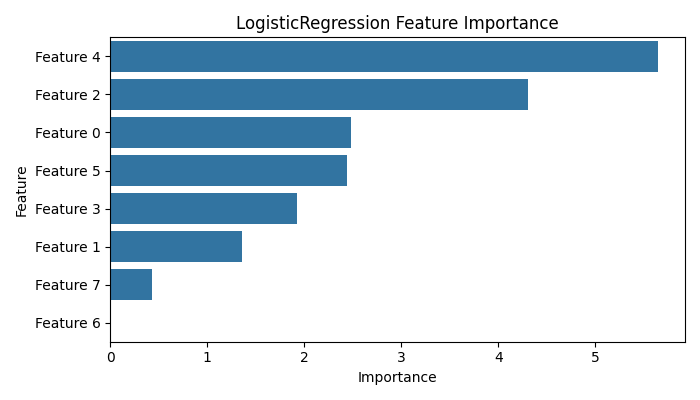 LogisticRegression Feature Importance
Feature 4
Feature 2
Feature 0
Feature 5
Feature 3
Feature 1
Feature 7
Feature 6
Feature
0 1 2 3 4 5
Importance